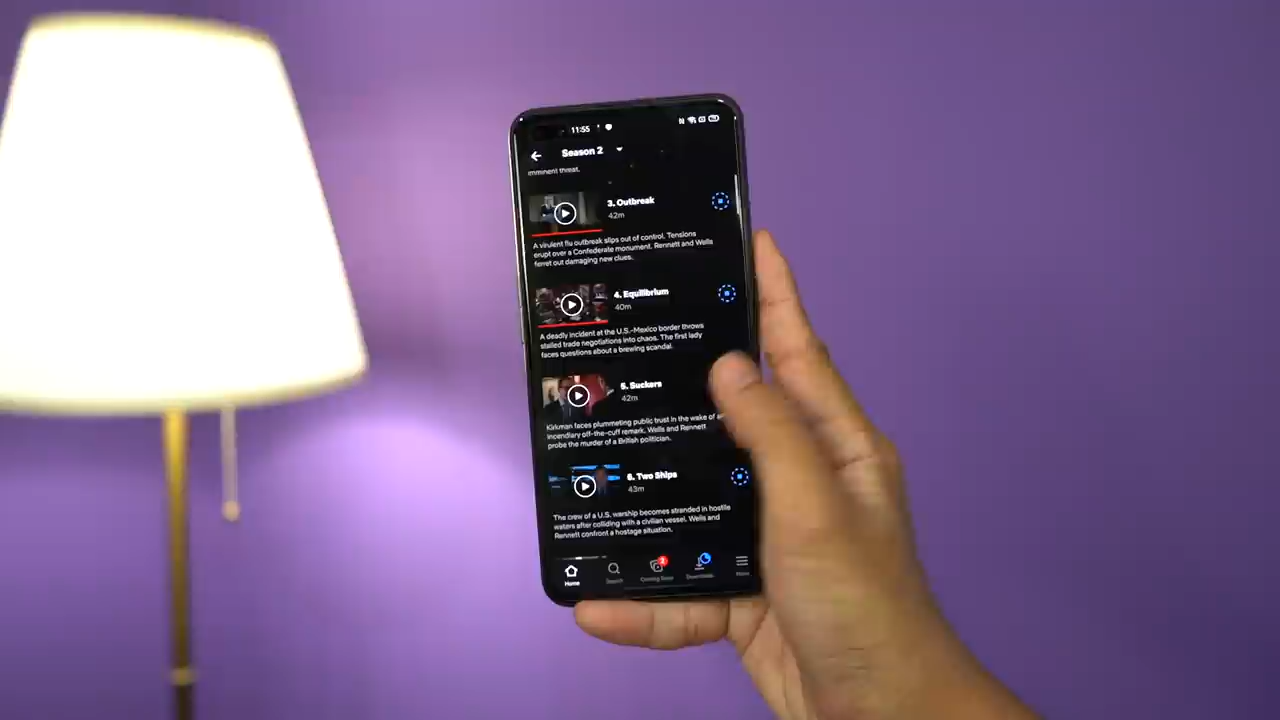 11:55
Season 2
imminent threat.
3. Outbreak
42m
A virulent flu outbreak slips out of control. Tensions
erupt over a Confederate monument. Rennett and Wells
ferret out damaging new clues.
4. Equilibrium
40m
A deadly incident at the U.S.-Mexico border throws
stalled trade negotiations into chaos. The first lady
faces questions about a brewing scandal.
5. Suckers
42m
Kirkman faces plummeting public trust in the wake of
incendiary off-the-cuff remark. Wells and Rennett
probe the murder of a British politician.
6. Two Ships
43m
The crew of a U.S. warship becomes stranded in hostile
waters after colliding with a civilian vessel. Wells and
Rennett confront a hostage situation.
2
Home
Search
Coming Soon
Downloads
More